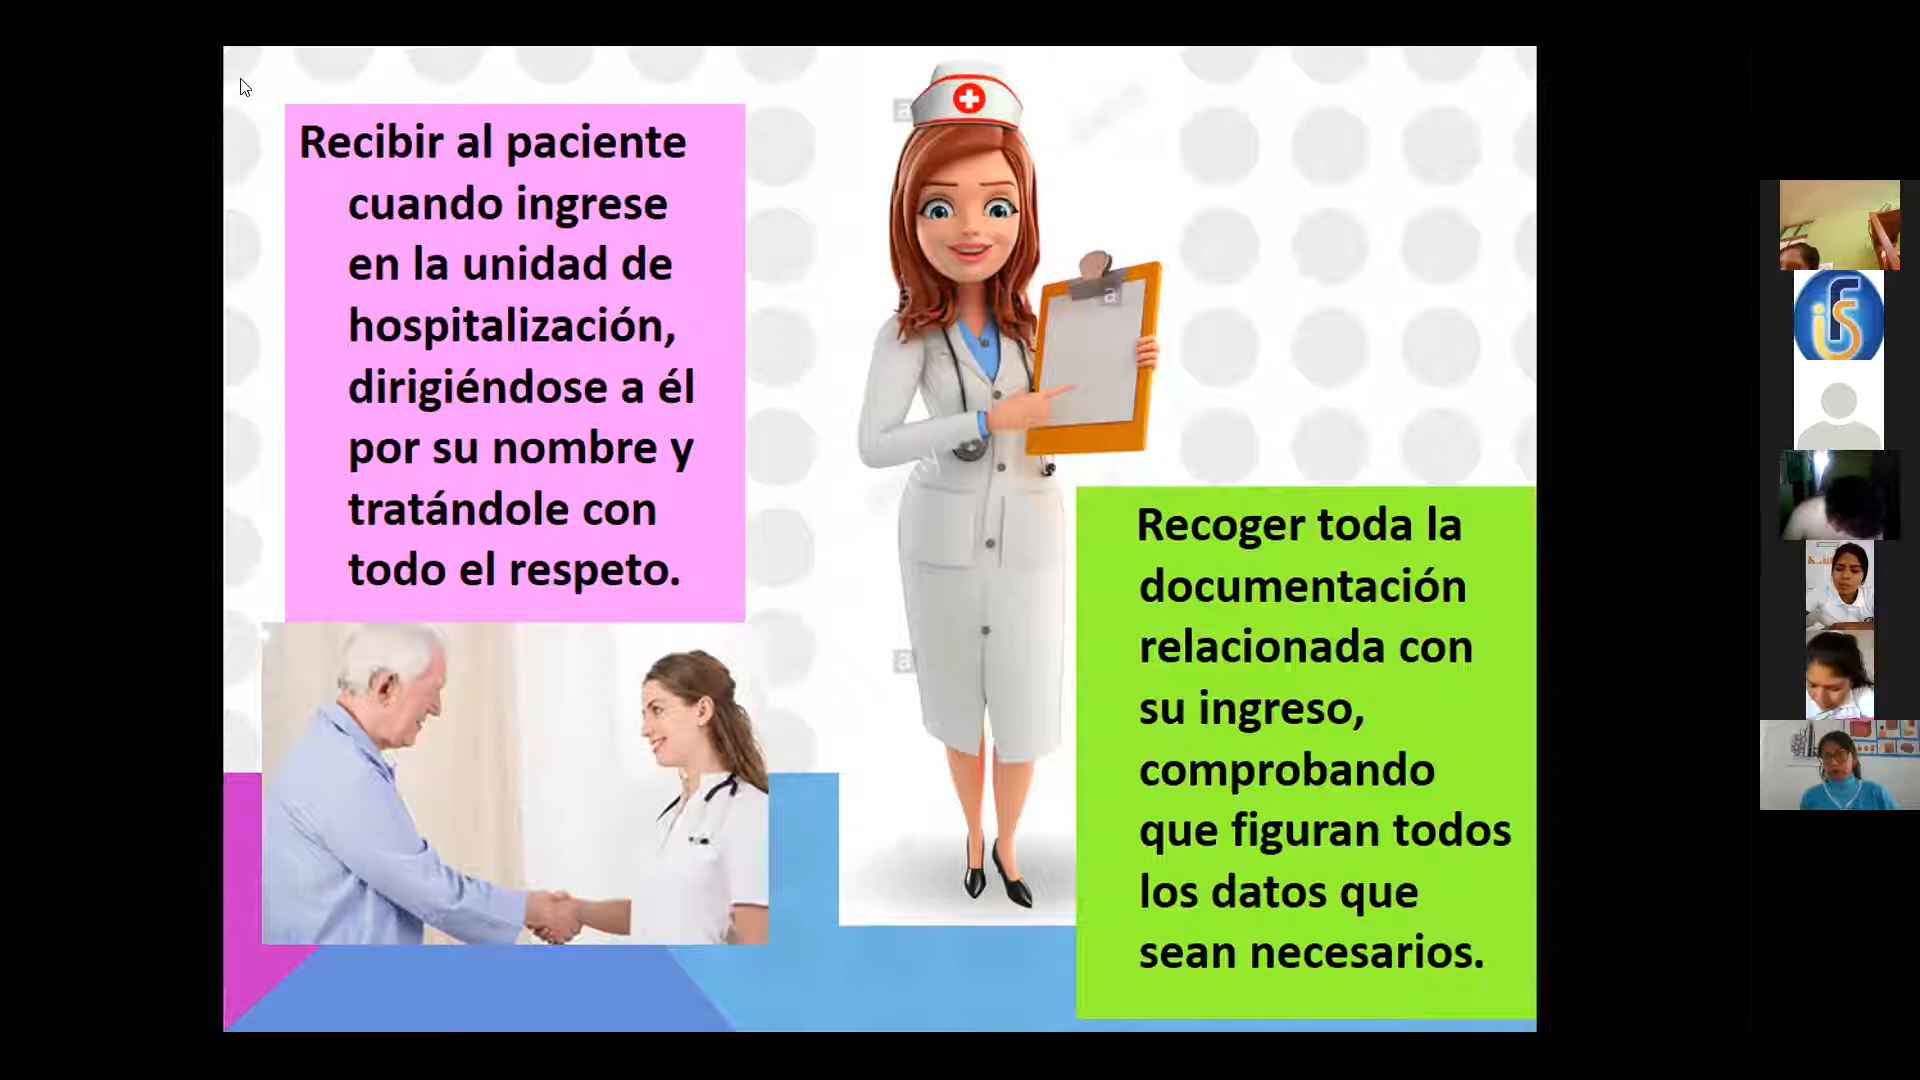 Recibir al paciente
cuando ingrese
en la unidad de
hospitalización,
dirigiéndose a él
por su nombre y
tratándole con
todo el respeto.
Recoger toda la
documentación
relacionada con
su ingreso,
comprobando
que figuran todos
los datos que
sean necesarios.